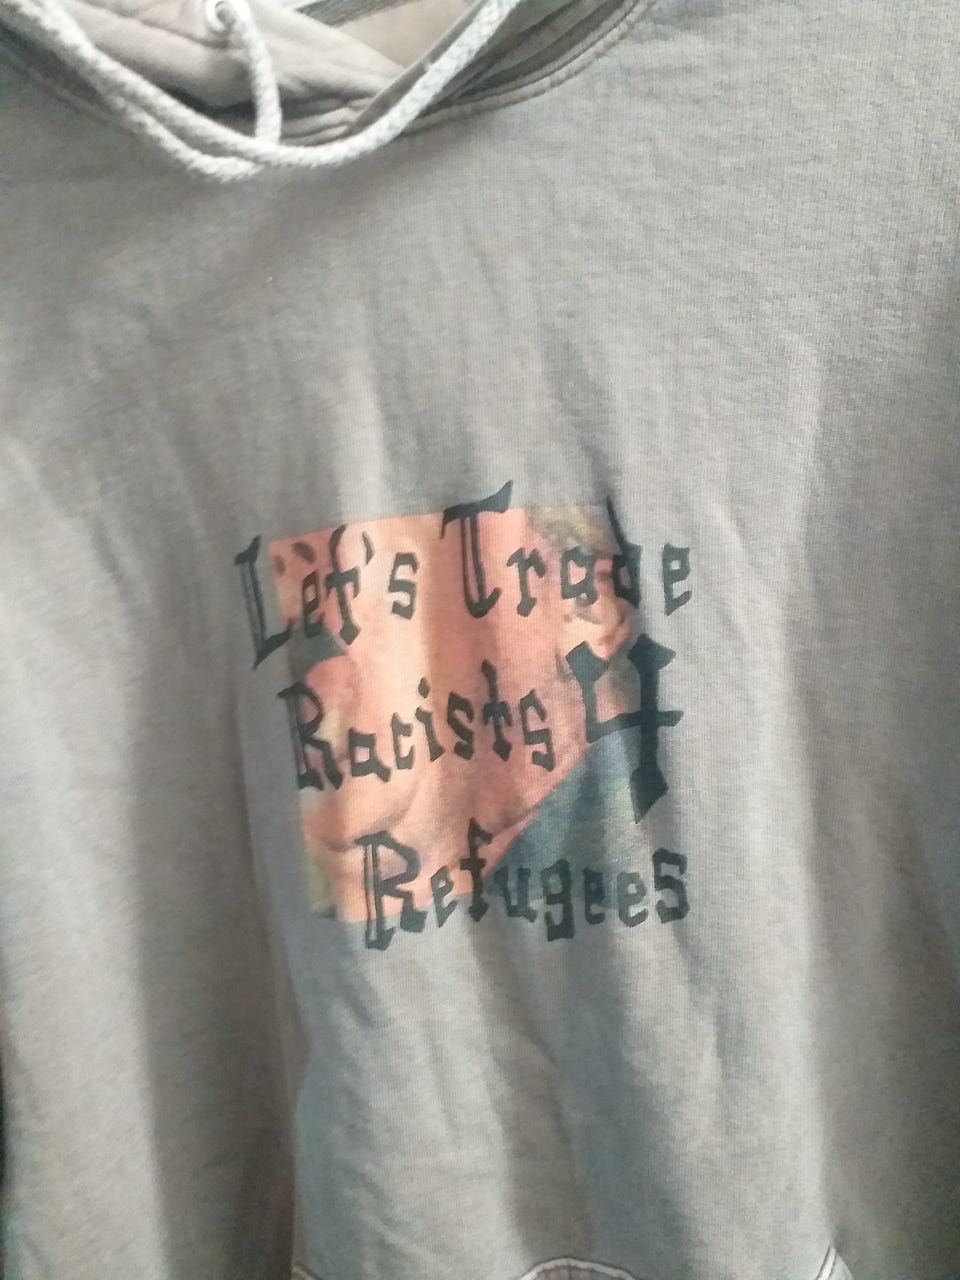 Let's Trade
Racists 4
Refugees